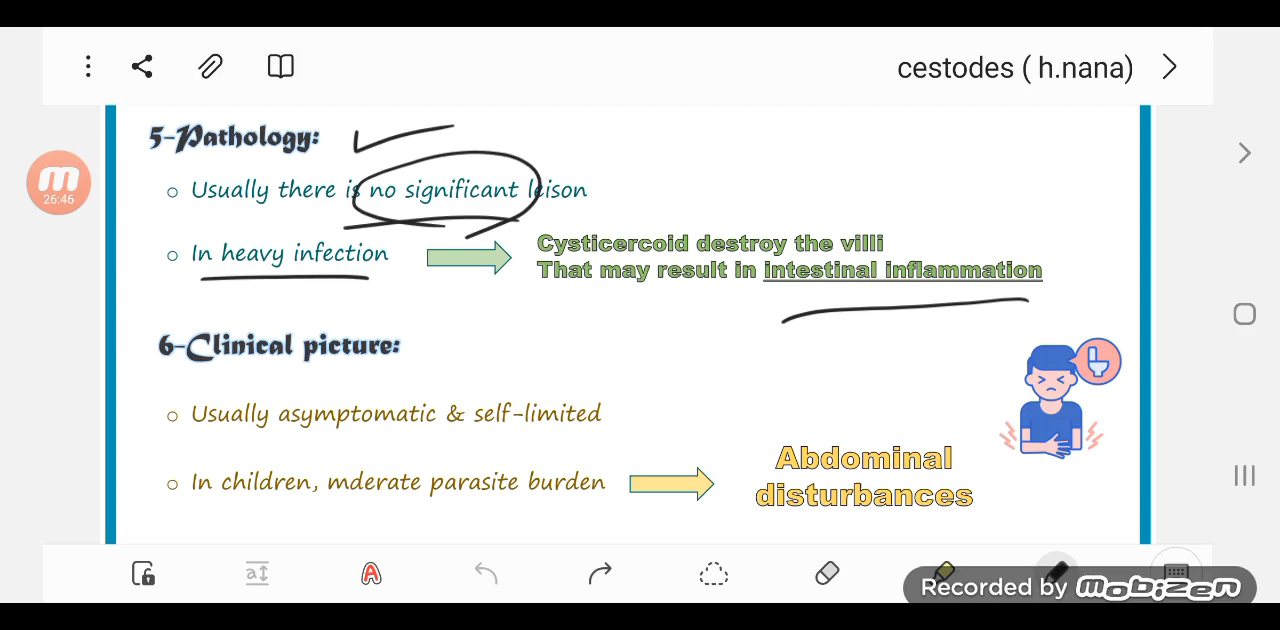 cestodes ( h.nana)
26:46
5-Pathology:
Usually there is no significant leison
In heavy infection
Cysticercoid destroy the villi
That may result in intestinal inflammation
6-Clinical picture:
Usually asymptomatic & self-limited
In children, mderate parasite burden
Abdominal
disturbances
Recorded by mobizen